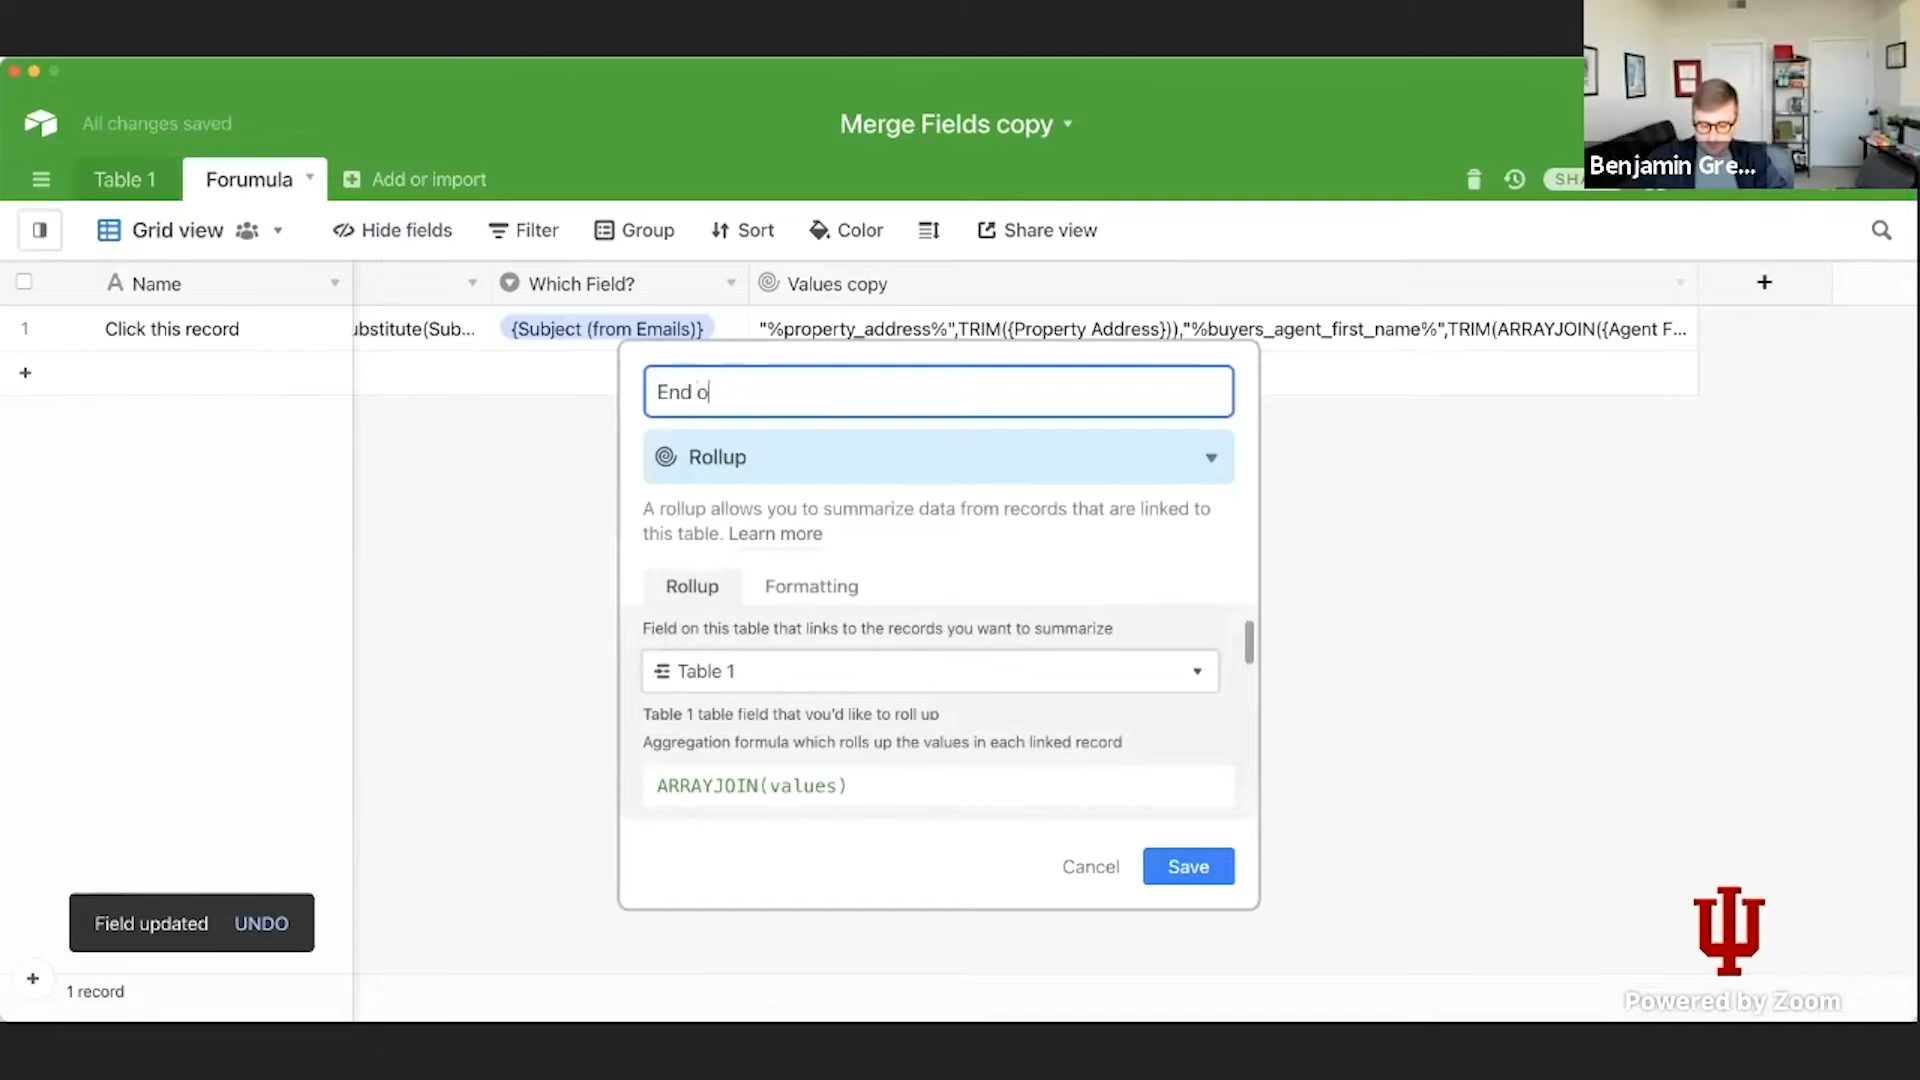 All changes saved
Merge Fields copy
Benjamin Gre...
Table 1
Forumula
Add or import
Grid view
Hide fields
Filter
Group
Sort
Color
Share view
Name
Which Field?
Values copy
1
Click this record
ubstitute(Sub...
{Subject (from Emails)}
"%property_address%",TRIM({Property Address})),"%buyers_agent_first_name%",TRIM(ARRAYJOIN({Agent F...
End o
Rollup
A rollup allows you to summarize data from records that are linked to
this table. Learn more
Rollup
Formatting
Field on this table that links to the records you want to summarize
Table 1
Table 1 table field that you'd like to roll up
Aggregation formula which rolls up the values in each linked record
ARRAYJOIN(values)
Cancel
Save
Field updated
UNDO
1 record
Powered by Zoom